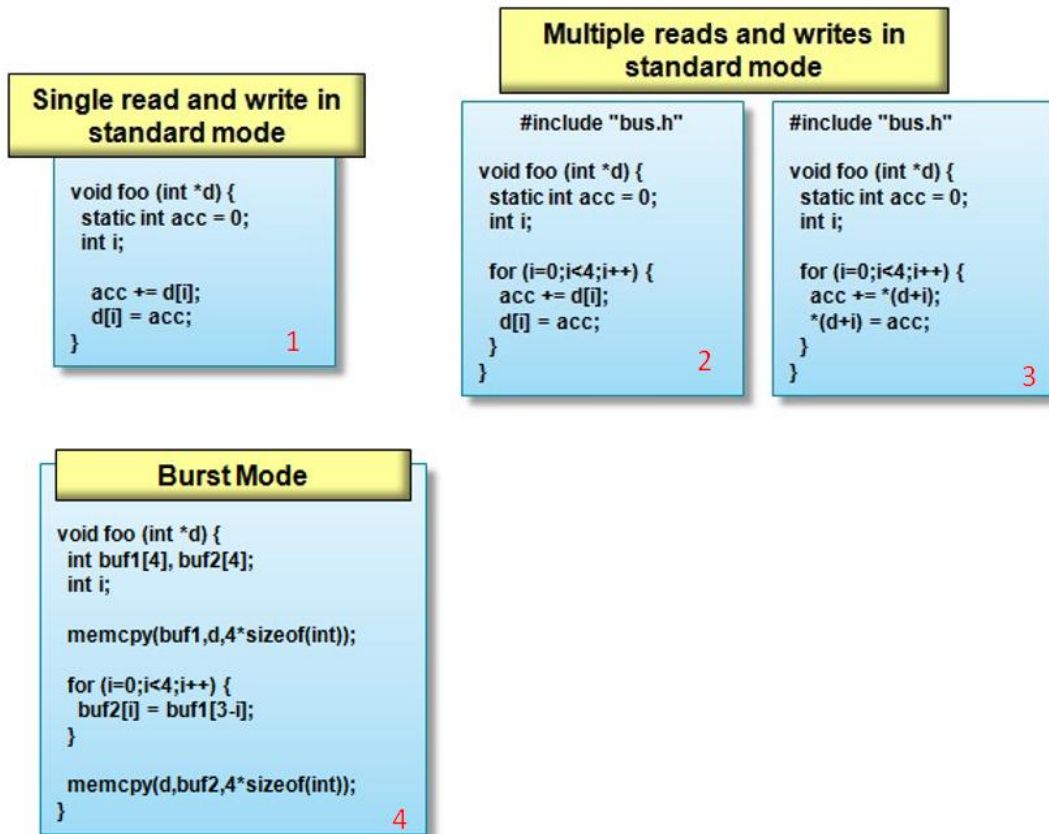 Single read and write in
standard mode
void foo (int *d) {
static int acc = 0;
int i;
acc += d[i];
d[i] = acc;
}
1
Multiple reads and writes in
standard mode
#include "bus.h"
void foo (int *d) {
static int acc = 0;
int i;
for (i=0;i<4;i++) {
acc += d[i];
d[i] = acc;
}
}
2
#include "bus.h"
void foo (int *d) {
static int acc = 0;
int i;
for (i=0;i<4;i++) {
acc += *(d+i);
*(d+i) = acc;
}
}
3
Burst Mode
void foo (int *d) {
int buf1[4], buf2[4];
int i;
memcpy(buf1,d,4*sizeof(int));
for (i=0;i<4;i++) {
buf2[i] = buf1[3-i];
}
memcpy(d,buf2,4*sizeof(int));
}
4